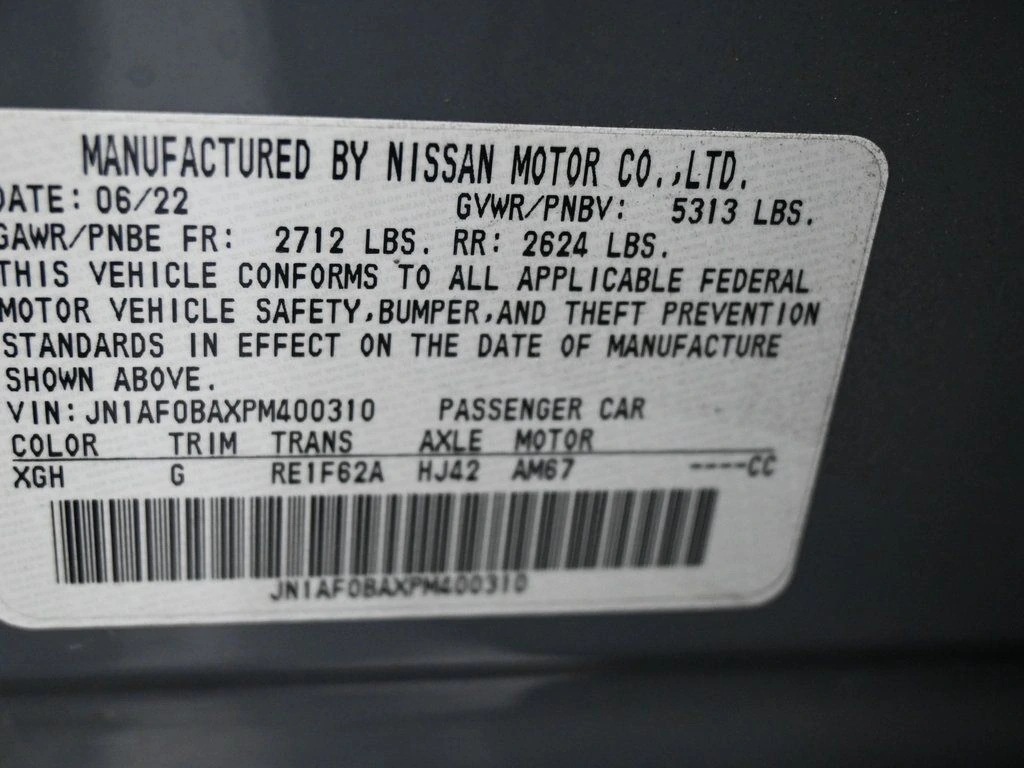 MANUFACTURED BY NISSAN MOTOR CO.,LTD.
DATE: 06/22 GVWR/PNBV: 5313 LBS.
GAWR/PNBE FR: 2712 LBS. RR: 2624 LBS.
THIS VEHICLE CONFORMS TO ALL APPLICABLE FEDERAL
MOTOR VEHICLE SAFETY,BUMPER,AND THEFT PREVENTION
STANDARDS IN EFFECT ON THE DATE OF MANUFACTURE
SHOWN ABOVE.
VIN: JN1AF0BAXPM400310 PASSENGER CAR
COLOR TRIM TRANS AXLE MOTOR
XGH G RE1F62A HJ42 AM67 ----CC
JN1AF0BAXPM400310